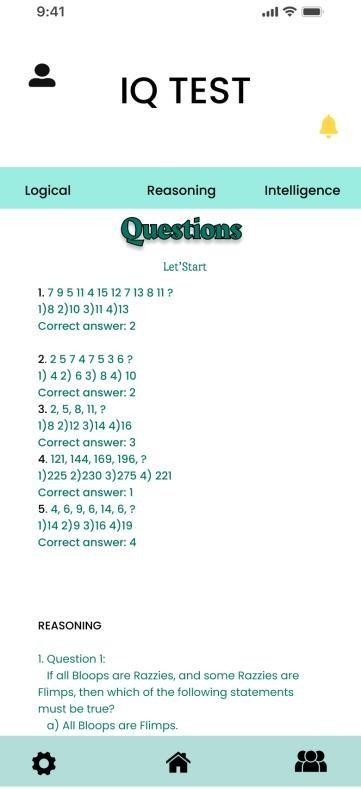 9:41
IQ TEST
Logical Reasoning Intelligence
Questions
Let'Start
1. 7 9 5 11 4 15 12 7 13 8 11 ?
1)8 2)10 3)11 4)13
Correct answer: 2
2. 2 5 7 4 7 5 3 6 ?
1) 4 2) 6 3) 8 4) 10
Correct answer: 2
3. 2, 5, 8, 11, ?
1)8 2)12 3)14 4)16
Correct answer: 3
4. 121, 144, 169, 196, ?
1)225 2)230 3)275 4) 221
Correct answer: 1
5. 4, 6, 9, 6, 14, 6, ?
1)14 2)9 3)16 4)19
Correct answer: 4
REASONING
1. Question 1:
If all Bloops are Razzies, and some Razzies are
Flimps, then which of the following statements
must be true?
a) All Bloops are Flimps.